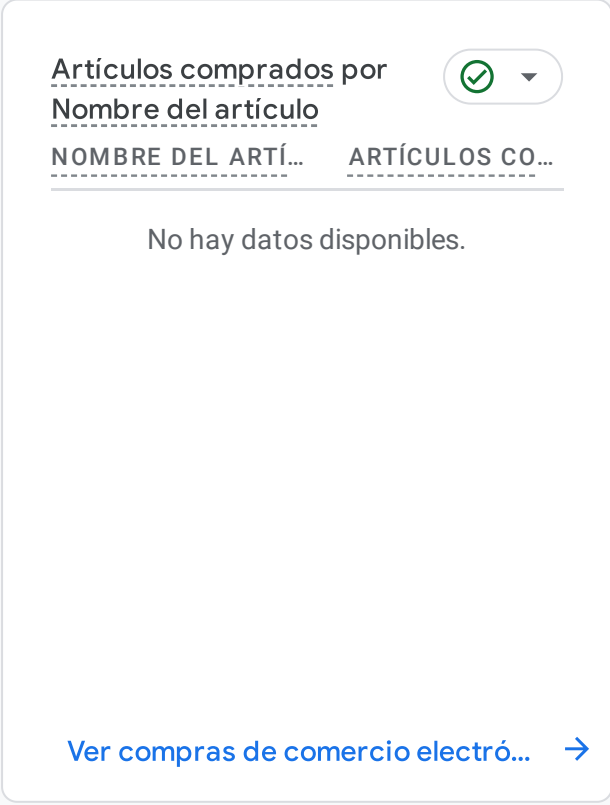 Artículos comprados por
Nombre del artículo
NOMBRE DEL ARTÍ... ARTÍCULOS CO...
No hay datos disponibles.
Ver compras de comercio electró...